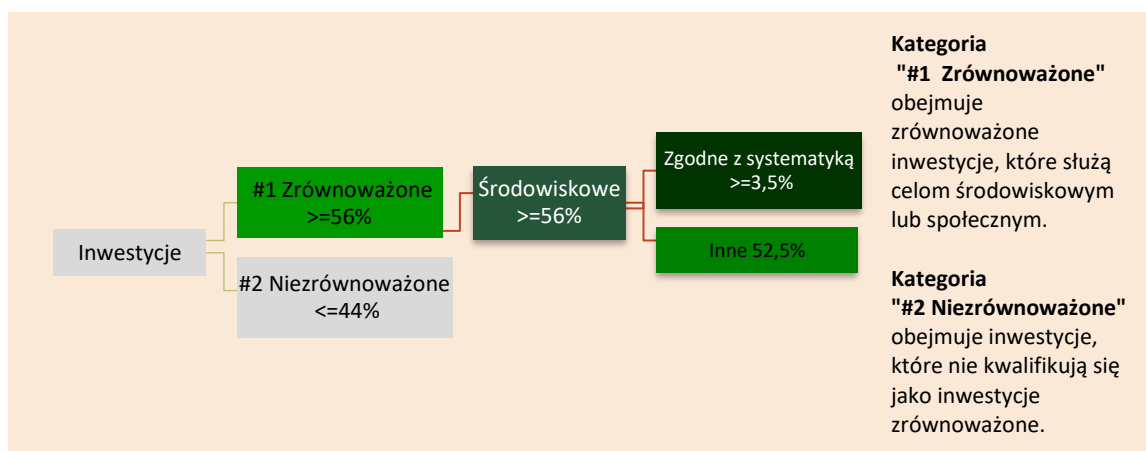 Inwestycje
#1 Zrównoważone
>=56%
#2 Niezrównoważone
<=44%
Środowiskowe
>=56%
Zgodne z systematyką
>=3,5%
Inne 52,5%
Kategoria
"#1 Zrównoważone"
obejmuje
zrównoważone
inwestycje, które służą
celom środowiskowym
lub społecznym.
Kategoria
"#2 Niezrównoważone"
obejmuje inwestycje,
które nie kwalifikują się
jako inwestycje
zrównoważone.